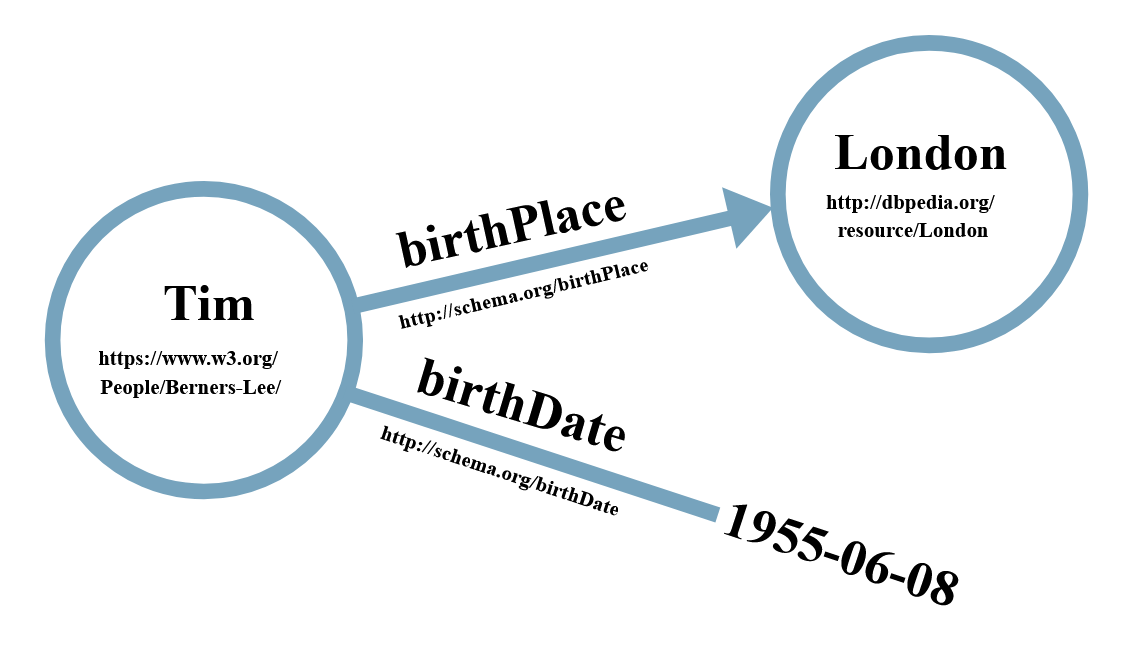 Tim
https://www.w3.org/
People/Berners-Lee/
birthPlace
http://schema.org/birthPlace
London
http://dbpedia.org/
resource/London
birthDate
http://schema.org/birthDate
1955-06-08